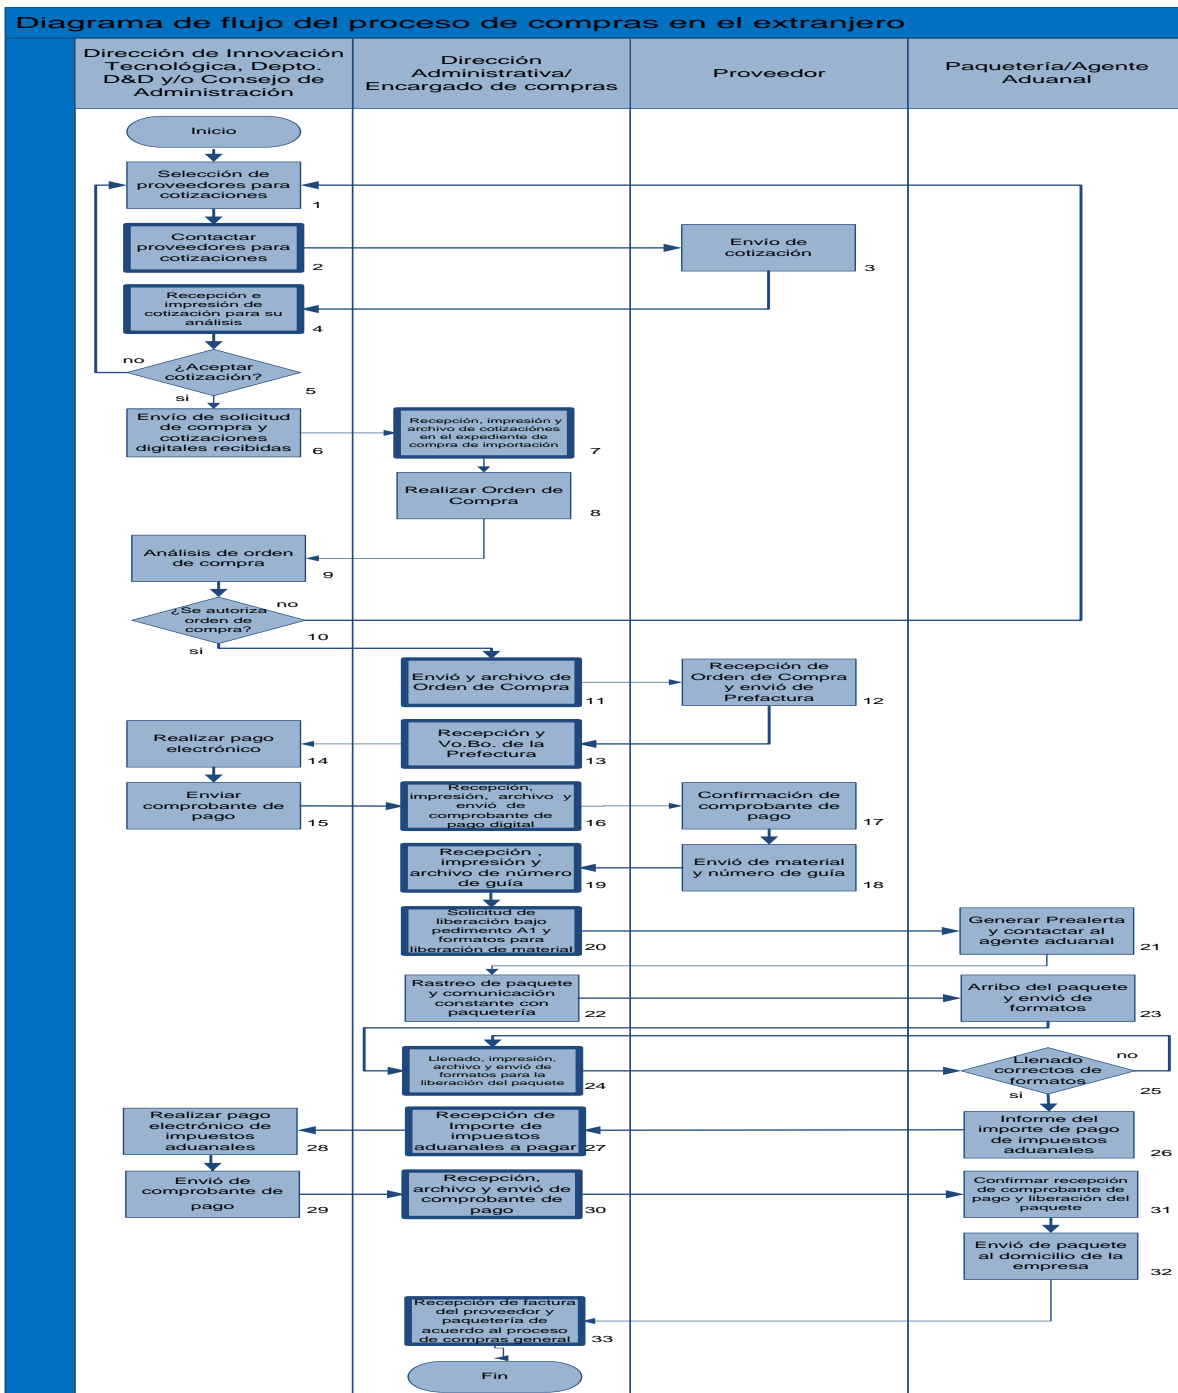 Diagrama de flujo del proceso de compras en el extranjero
Dirección de Innovación
Tecnológica, Depto.
D&D y/o Consejo de
Administración
Dirección
Administrativa/
Encargado de compras
Proveedor
Paquetería/Agente
Aduanal
Inicio
Selección de
proveedores para
cotizaciones
1
Contactar
proveedores para
cotizaciones
2
Envío de
cotización
3
Recepción e
impresión de
cotización para su
análisis
4
no
¿Aceptar
cotización?
5
si
Envío de solicitud
de compra y
cotizaciones
digitales recibidas
6
Recepción, impresión y
archivo de cotizaciónes
en el expediente de
compra de importación
7
Realizar Orden de
Compra
8
Análisis de orden
de compra
9
¿Se autoriza
orden de
compra?
no
10
si
Envió y archivo de
Orden de Compra
11
Recepción de
Orden de Compra
y envió de
Prefactura
12
Recepción y
Vo.Bo. de la
Prefectura
13
Realizar pago
electrónico
14
Enviar
comprobante de
pago
15
Recepción,
impresión, archivo y
envió de
comprobante de
pago digital
16
Confirmación de
comprobante de
pago
17
Envió de material
y número de guía
18
Recepción ,
impresión y
archivo de número
de guía
19
Solicitud de
liberación bajo
pedimento A1 y
formatos para
liberación de material
20
Generar Prealerta
y contactar al
agente aduanal
21
Rastreo de paquete
y comunicación
constante con
paquetería
22
Arribo del paquete
y envió de
formatos
23
Llenado, impresión,
archivo y envió de
formatos para la
liberación del paquete
24
Llenado
correctos de
formatos
no
25
si
Informe del
importe de pago
de impuestos
aduanales
26
Recepción de
Importe de
impuestos
aduanales a pagar
27
Realizar pago
electrónico de
impuestos
aduanales
28
Envió de
comprobante de
pago
29
Recepción,
archivo y envió de
comprobante de
pago
30
Confirmar recepción
de comprobante de
pago y liberación del
paquete
31
Envió de paquete
al domicilio de la
empresa
32
Recepción de factura
del proveedor y
paquetería de
acuerdo al proceso
de compras general
33
Fin